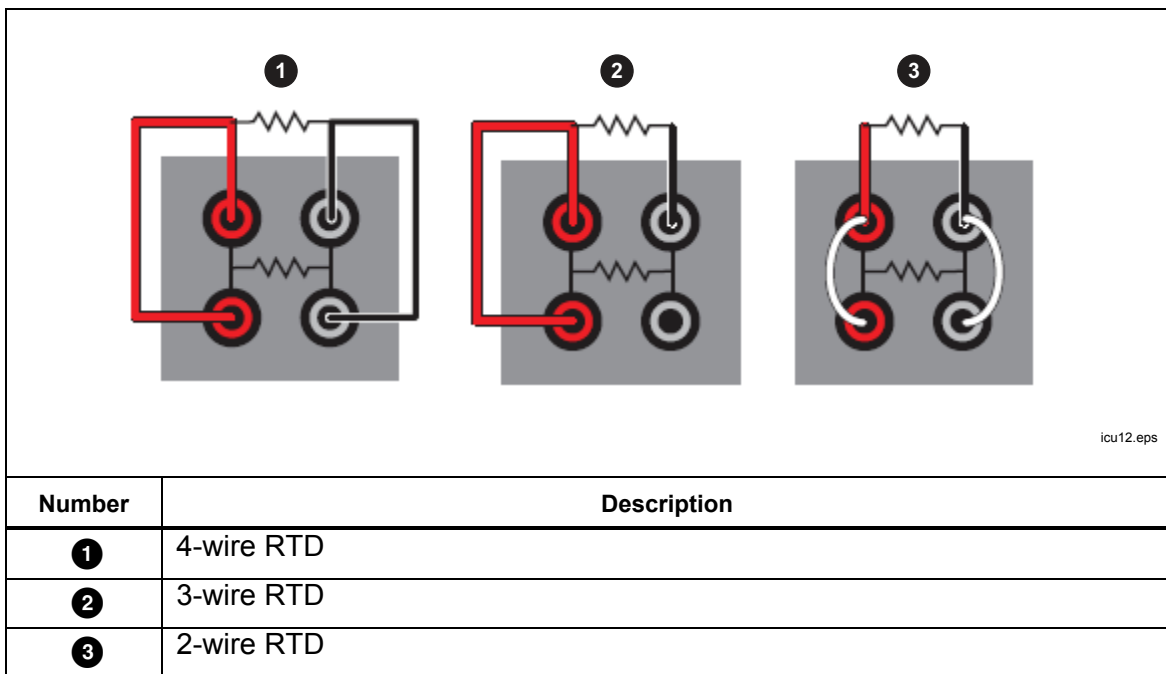 1 2 3
icu12.eps
Number Description
1 4-wire RTD
2 3-wire RTD
3 2-wire RTD